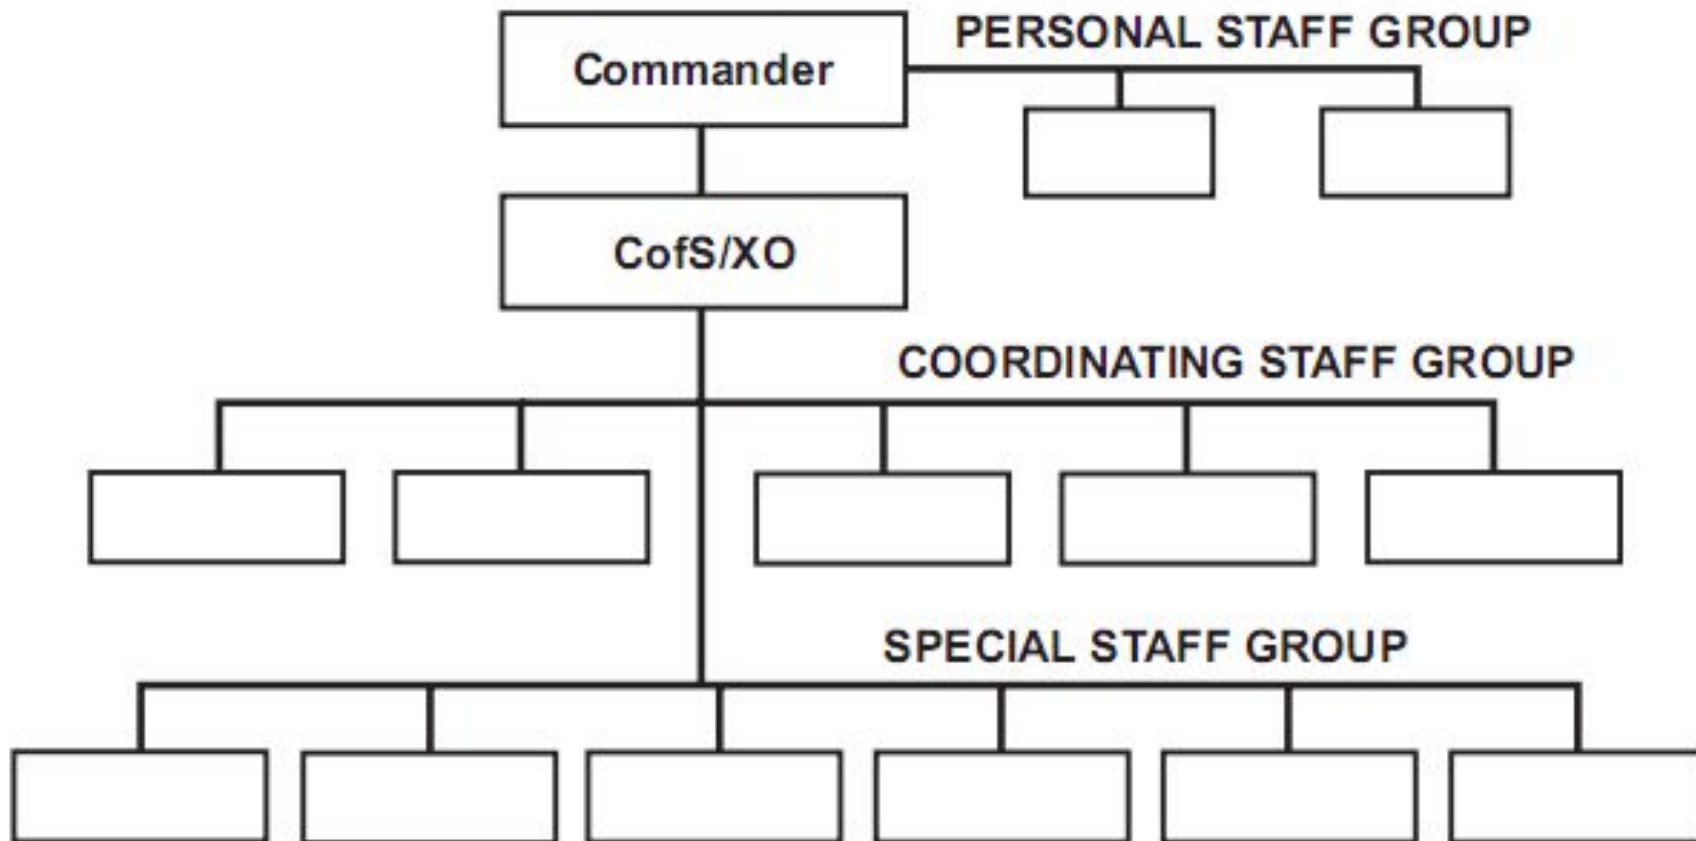 PERSONAL STAFF GROUP
Commander
CofS/XO
COORDINATING STAFF GROUP
SPECIAL STAFF GROUP